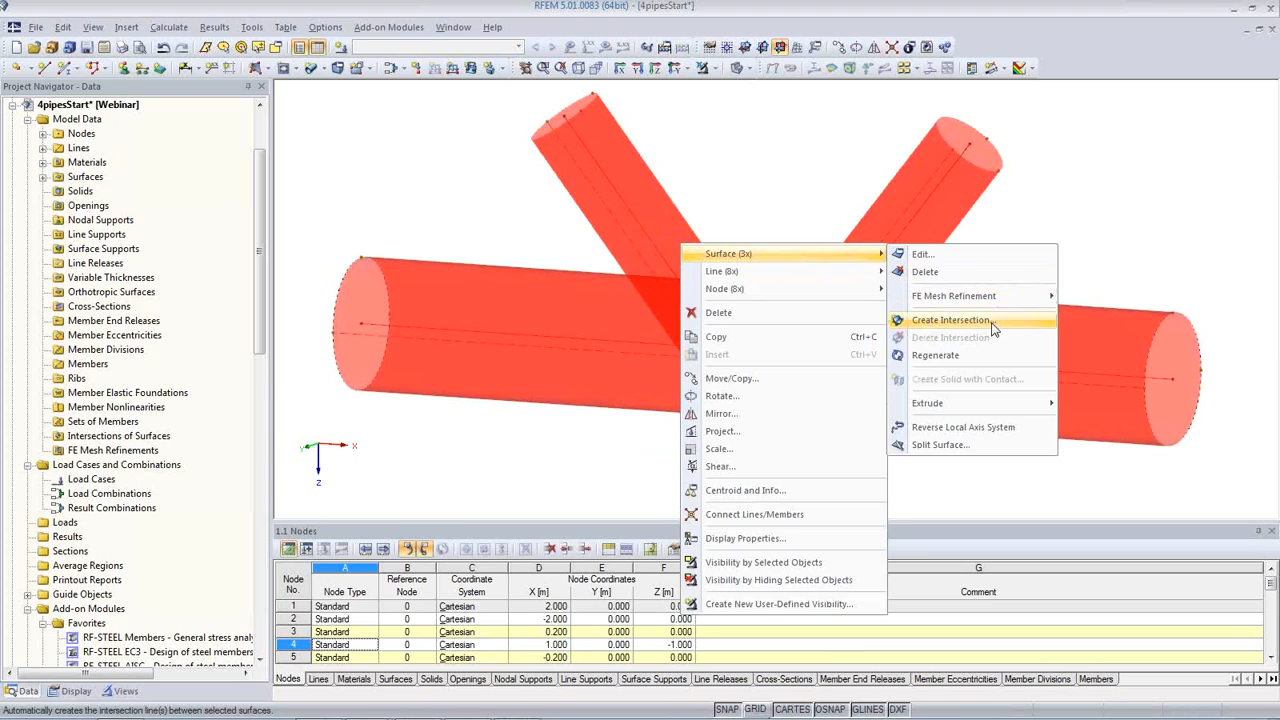 RFEM 5.01.0083 (64bit) - [4pipesStart*]
File Edit View Insert Calculate Results Tools Table Options Add-on Modules Window Help
Project Navigator - Data
4pipesStart* [Webinar]
Model Data
Nodes
Lines
Materials
Surfaces
Solids
Openings
Nodal Supports
Line Supports
Surface Supports
Line Releases
Variable Thicknesses
Orthotropic Surfaces
Cross-Sections
Member End Releases
Member Eccentricities
Member Divisions
Members
Ribs
Member Elastic Foundations
Member Nonlinearities
Sets of Members
Intersections of Surfaces
FE Mesh Refinements
Load Cases and Combinations
Load Cases
Load Combinations
Result Combinations
Loads
Results
Sections
Average Regions
Printout Reports
Guide Objects
Add-on Modules
Favorites
RF-STEEL Members - General stress analy
RF-STEEL EC3 - Design of steel members
RF-STEEL AISC - Design of steel member
Data Display Views
X
Y
Z
Surface (3x)
Line (8x)
Node (8x)
Delete
Copy Ctrl+C
Insert Ctrl+V
Move/Copy...
Rotate...
Mirror...
Project...
Scale...
Shear...
Centroid and Info...
Connect Lines/Members
Display Properties...
Visibility by Selected Objects
Visibility by Hiding Selected Objects
Create New User-Defined Visibility...
Edit...
Delete
FE Mesh Refinement
Create Intersection...
Delete Intersection
Regenerate
Create Solid with Contact...
Extrude
Reverse Local Axis System
Split Surface...
1.1 Nodes
A B C D E F G
Node No. Node Type Reference Node Coordinate System Node Coordinates X [m] Y [m] Z [m] Comment
1 Standard 0 Cartesian 2.000 0.000 0.000
2 Standard 0 Cartesian -2.000 0.000 0.000
3 Standard 0 Cartesian 0.200 0.000 0.000
4 Standard 0 Cartesian 1.000 0.000 -1.000
5 Standard 0 Cartesian -0.200 0.000 0.000
Nodes Lines Materials Surfaces Solids Openings Nodal Supports Line Supports Surface Supports Line Releases Cross-Sections Member End Releases Member Eccentricities Member Divisions Members
Automatically creates the intersection line(s) between selected surfaces.
SNAP GRID CARTES OSNAP GLINES DXF